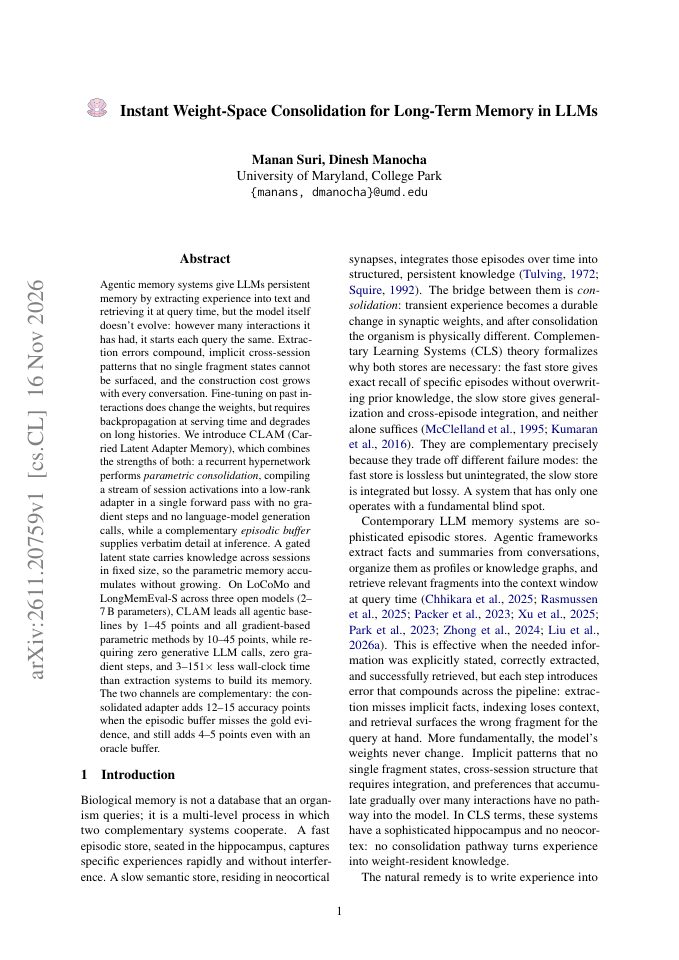 Instant Weight-Space Consolidation for Long-Term Memory in LLMs
Manan Suri, Dinesh Manocha
University of Maryland, College Park
{manans, dmanocha}@umd.edu
arXiv:2611.20759v1 [cs.CL] 16 Nov 2026
Abstract
Agentic memory systems give LLMs persistent
memory by extracting experience into text and
retrieving it at query time, but the model itself
doesn't evolve: however many interactions it
has had, it starts each query the same. Extrac-
tion errors compound, implicit cross-session
patterns that no single fragment states cannot
be surfaced, and the construction cost grows
with every conversation. Fine-tuning on past in-
teractions does change the weights, but requires
backpropagation at serving time and degrades
on long histories. We introduce CLAM (Car-
ried Latent Adapter Memory), which combines
the strengths of both: a recurrent hypernetwork
performs parametric consolidation, compiling
a stream of session activations into a low-rank
adapter in a single forward pass with no gra-
dient steps and no language-model generation
calls, while a complementary episodic buffer
supplies verbatim detail at inference. A gated
latent state carries knowledge across sessions
in fixed size, so the parametric memory accu-
mulates without growing. On LoCoMo and
LongMemEval-S across three open models (2–
7 B parameters), CLAM leads all agentic base-
lines by 1–45 points and all gradient-based
parametric methods by 10–45 points, while re-
quiring zero generative LLM calls, zero gra-
dient steps, and 3–151× less wall-clock time
than extraction systems to build its memory.
The two channels are complementary: the con-
solidated adapter adds 12–15 accuracy points
when the episodic buffer misses the gold evi-
dence, and still adds 4–5 points even with an
oracle buffer.
1 Introduction
Biological memory is not a database that an organ-
ism queries; it is a multi-level process in which
two complementary systems cooperate. A fast
episodic store, seated in the hippocampus, captures
specific experiences rapidly and without interfer-
ence. A slow semantic store, residing in neocortical
synapses, integrates those episodes over time into
structured, persistent knowledge (Tulving, 1972;
Squire, 1992). The bridge between them is con-
solidation: transient experience becomes a durable
change in synaptic weights, and after consolidation
the organism is physically different. Complemen-
tary Learning Systems (CLS) theory formalizes
why both stores are necessary: the fast store gives
exact recall of specific episodes without overwrit-
ing prior knowledge, the slow store gives general-
ization and cross-episode integration, and neither
alone suffices (McClelland et al., 1995; Kumaran
et al., 2016). They are complementary precisely
because they trade off different failure modes: the
fast store is lossless but unintegrated, the slow store
is integrated but lossy. A system that has only one
operates with a fundamental blind spot.
Contemporary LLM memory systems are so-
phisticated episodic stores. Agentic frameworks
extract facts and summaries from conversations,
organize them as profiles or knowledge graphs, and
retrieve relevant fragments into the context window
at query time (Chhikara et al., 2025; Rasmussen
et al., 2025; Packer et al., 2023; Xu et al., 2025;
Park et al., 2023; Zhong et al., 2024; Liu et al.,
2026a). This is effective when the needed infor-
mation was explicitly stated, correctly extracted,
and successfully retrieved, but each step introduces
error that compounds across the pipeline: extrac-
tion misses implicit facts, indexing loses context,
and retrieval surfaces the wrong fragment for the
query at hand. More fundamentally, the model's
weights never change. Implicit patterns that no
single fragment states, cross-session structure that
requires integration, and preferences that accumu-
late gradually over many interactions have no path-
way into the model. In CLS terms, these systems
have a sophisticated hippocampus and no neocor-
tex: no consolidation pathway turns experience
into weight-resident knowledge.
The natural remedy is to write experience into
1